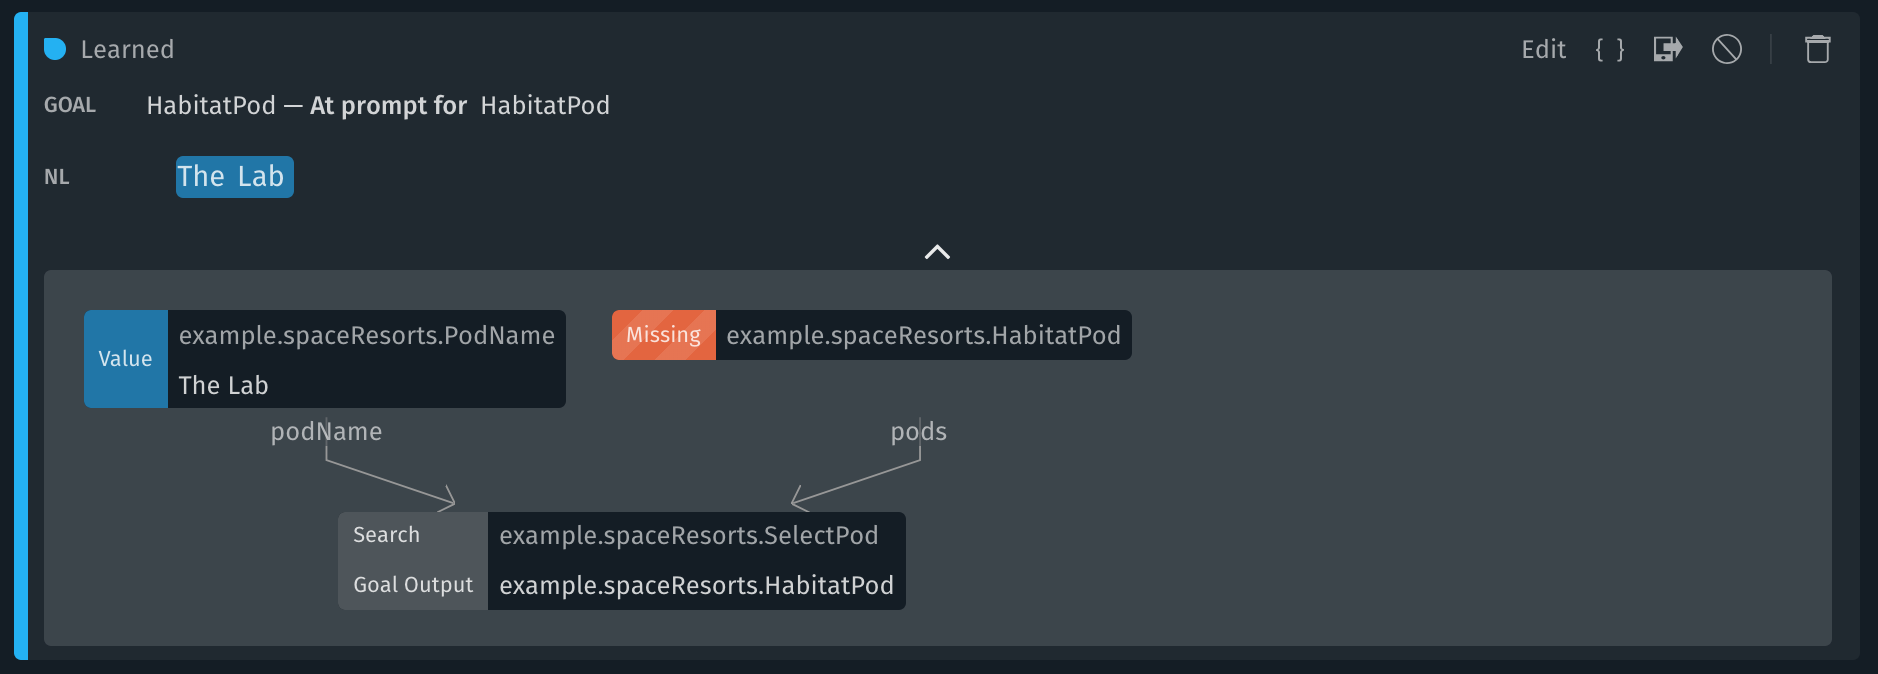 Learned
Edit { }
GOAL HabitatPod — At prompt for HabitatPod
NL The Lab
Value example.spaceResorts.PodName
The Lab
Missing example.spaceResorts.HabitatPod
podName pods
Search example.spaceResorts.SelectPod
Goal Output example.spaceResorts.HabitatPod